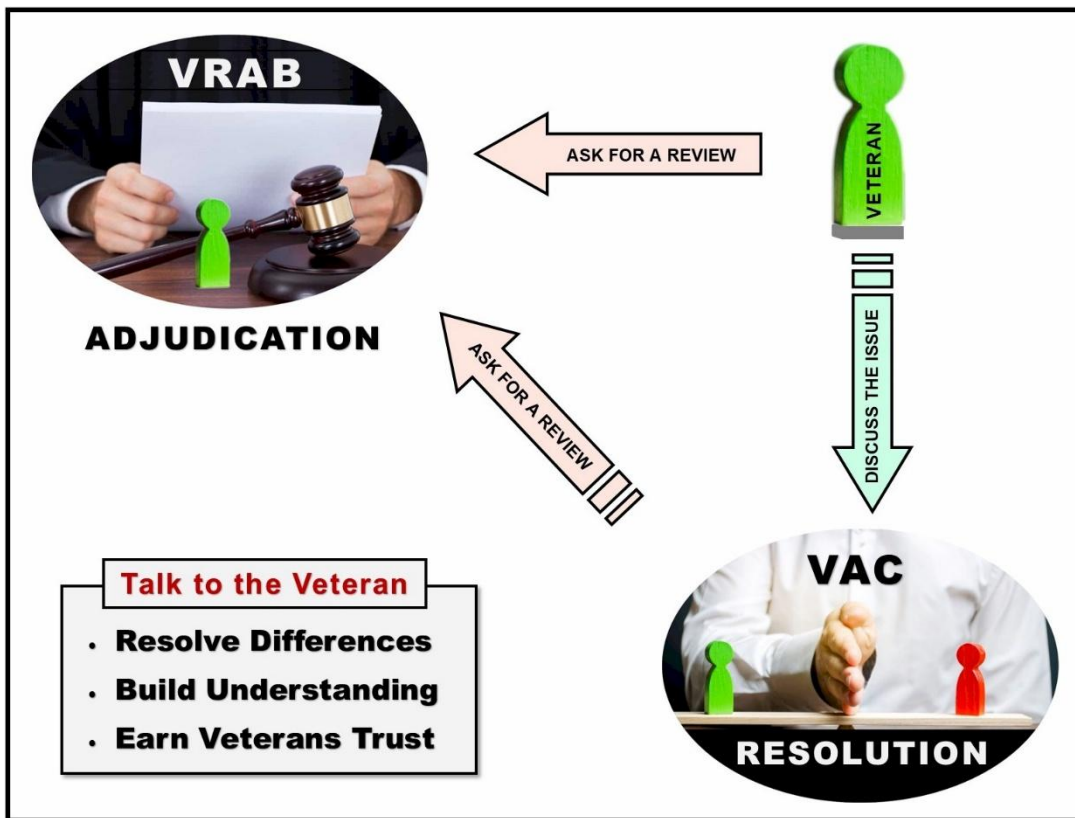 VRAB
ASK FOR A REVIEW
VETERAN
ADJUDICATION
DISCUSS THE ISSUE
ASK FOR A REVIEW
Talk to the Veteran
• Resolve Differences
• Build Understanding
• Earn Veterans Trust
VAC
RESOLUTION